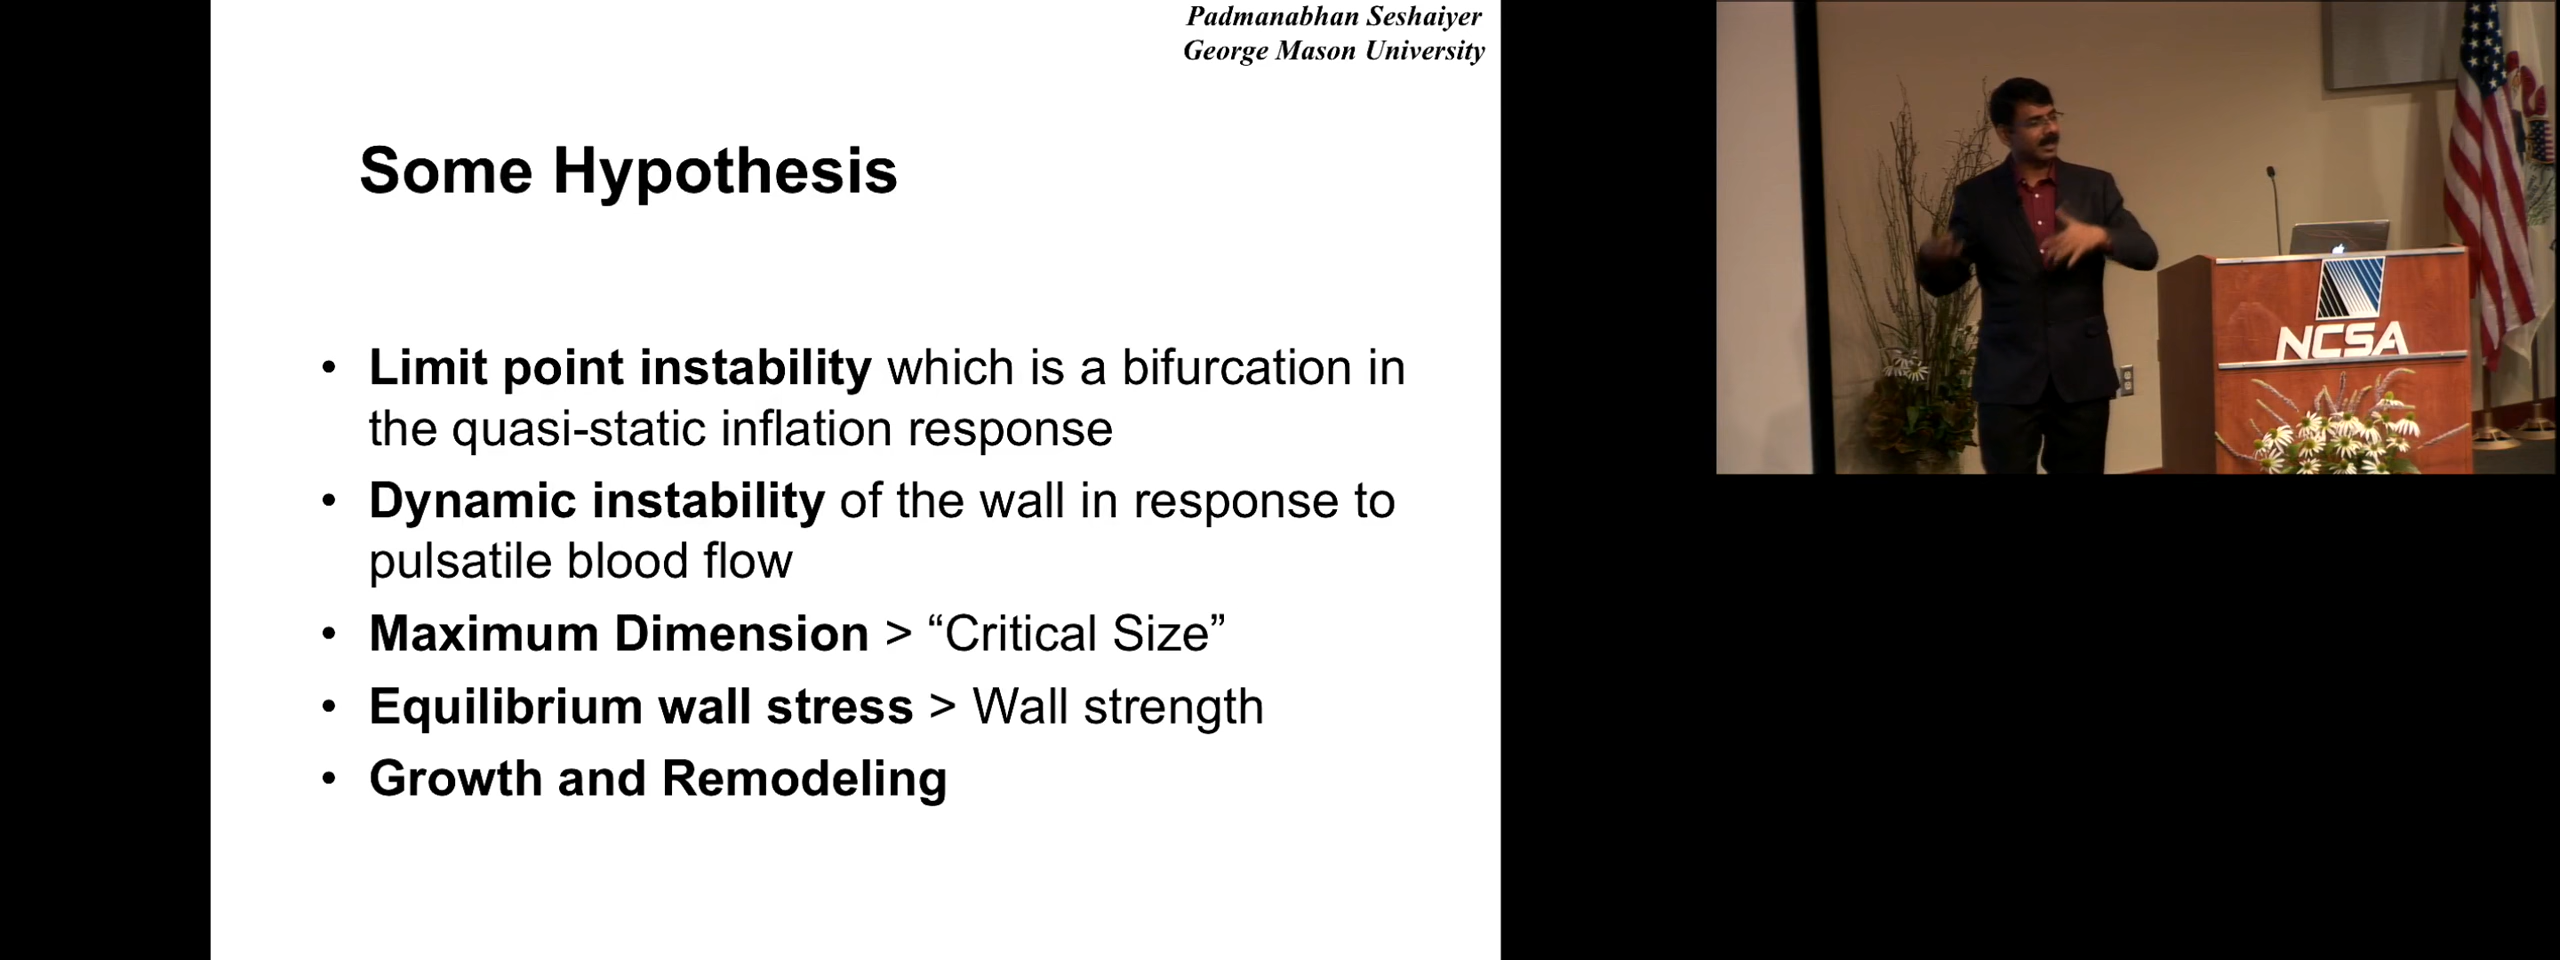 Padmanabhan Seshaiyer
George Mason University
Some Hypothesis
• Limit point instability which is a bifurcation in
the quasi-static inflation response
• Dynamic instability of the wall in response to
pulsatile blood flow
• Maximum Dimension > “Critical Size”
• Equilibrium wall stress > Wall strength
• Growth and Remodeling
NCSA